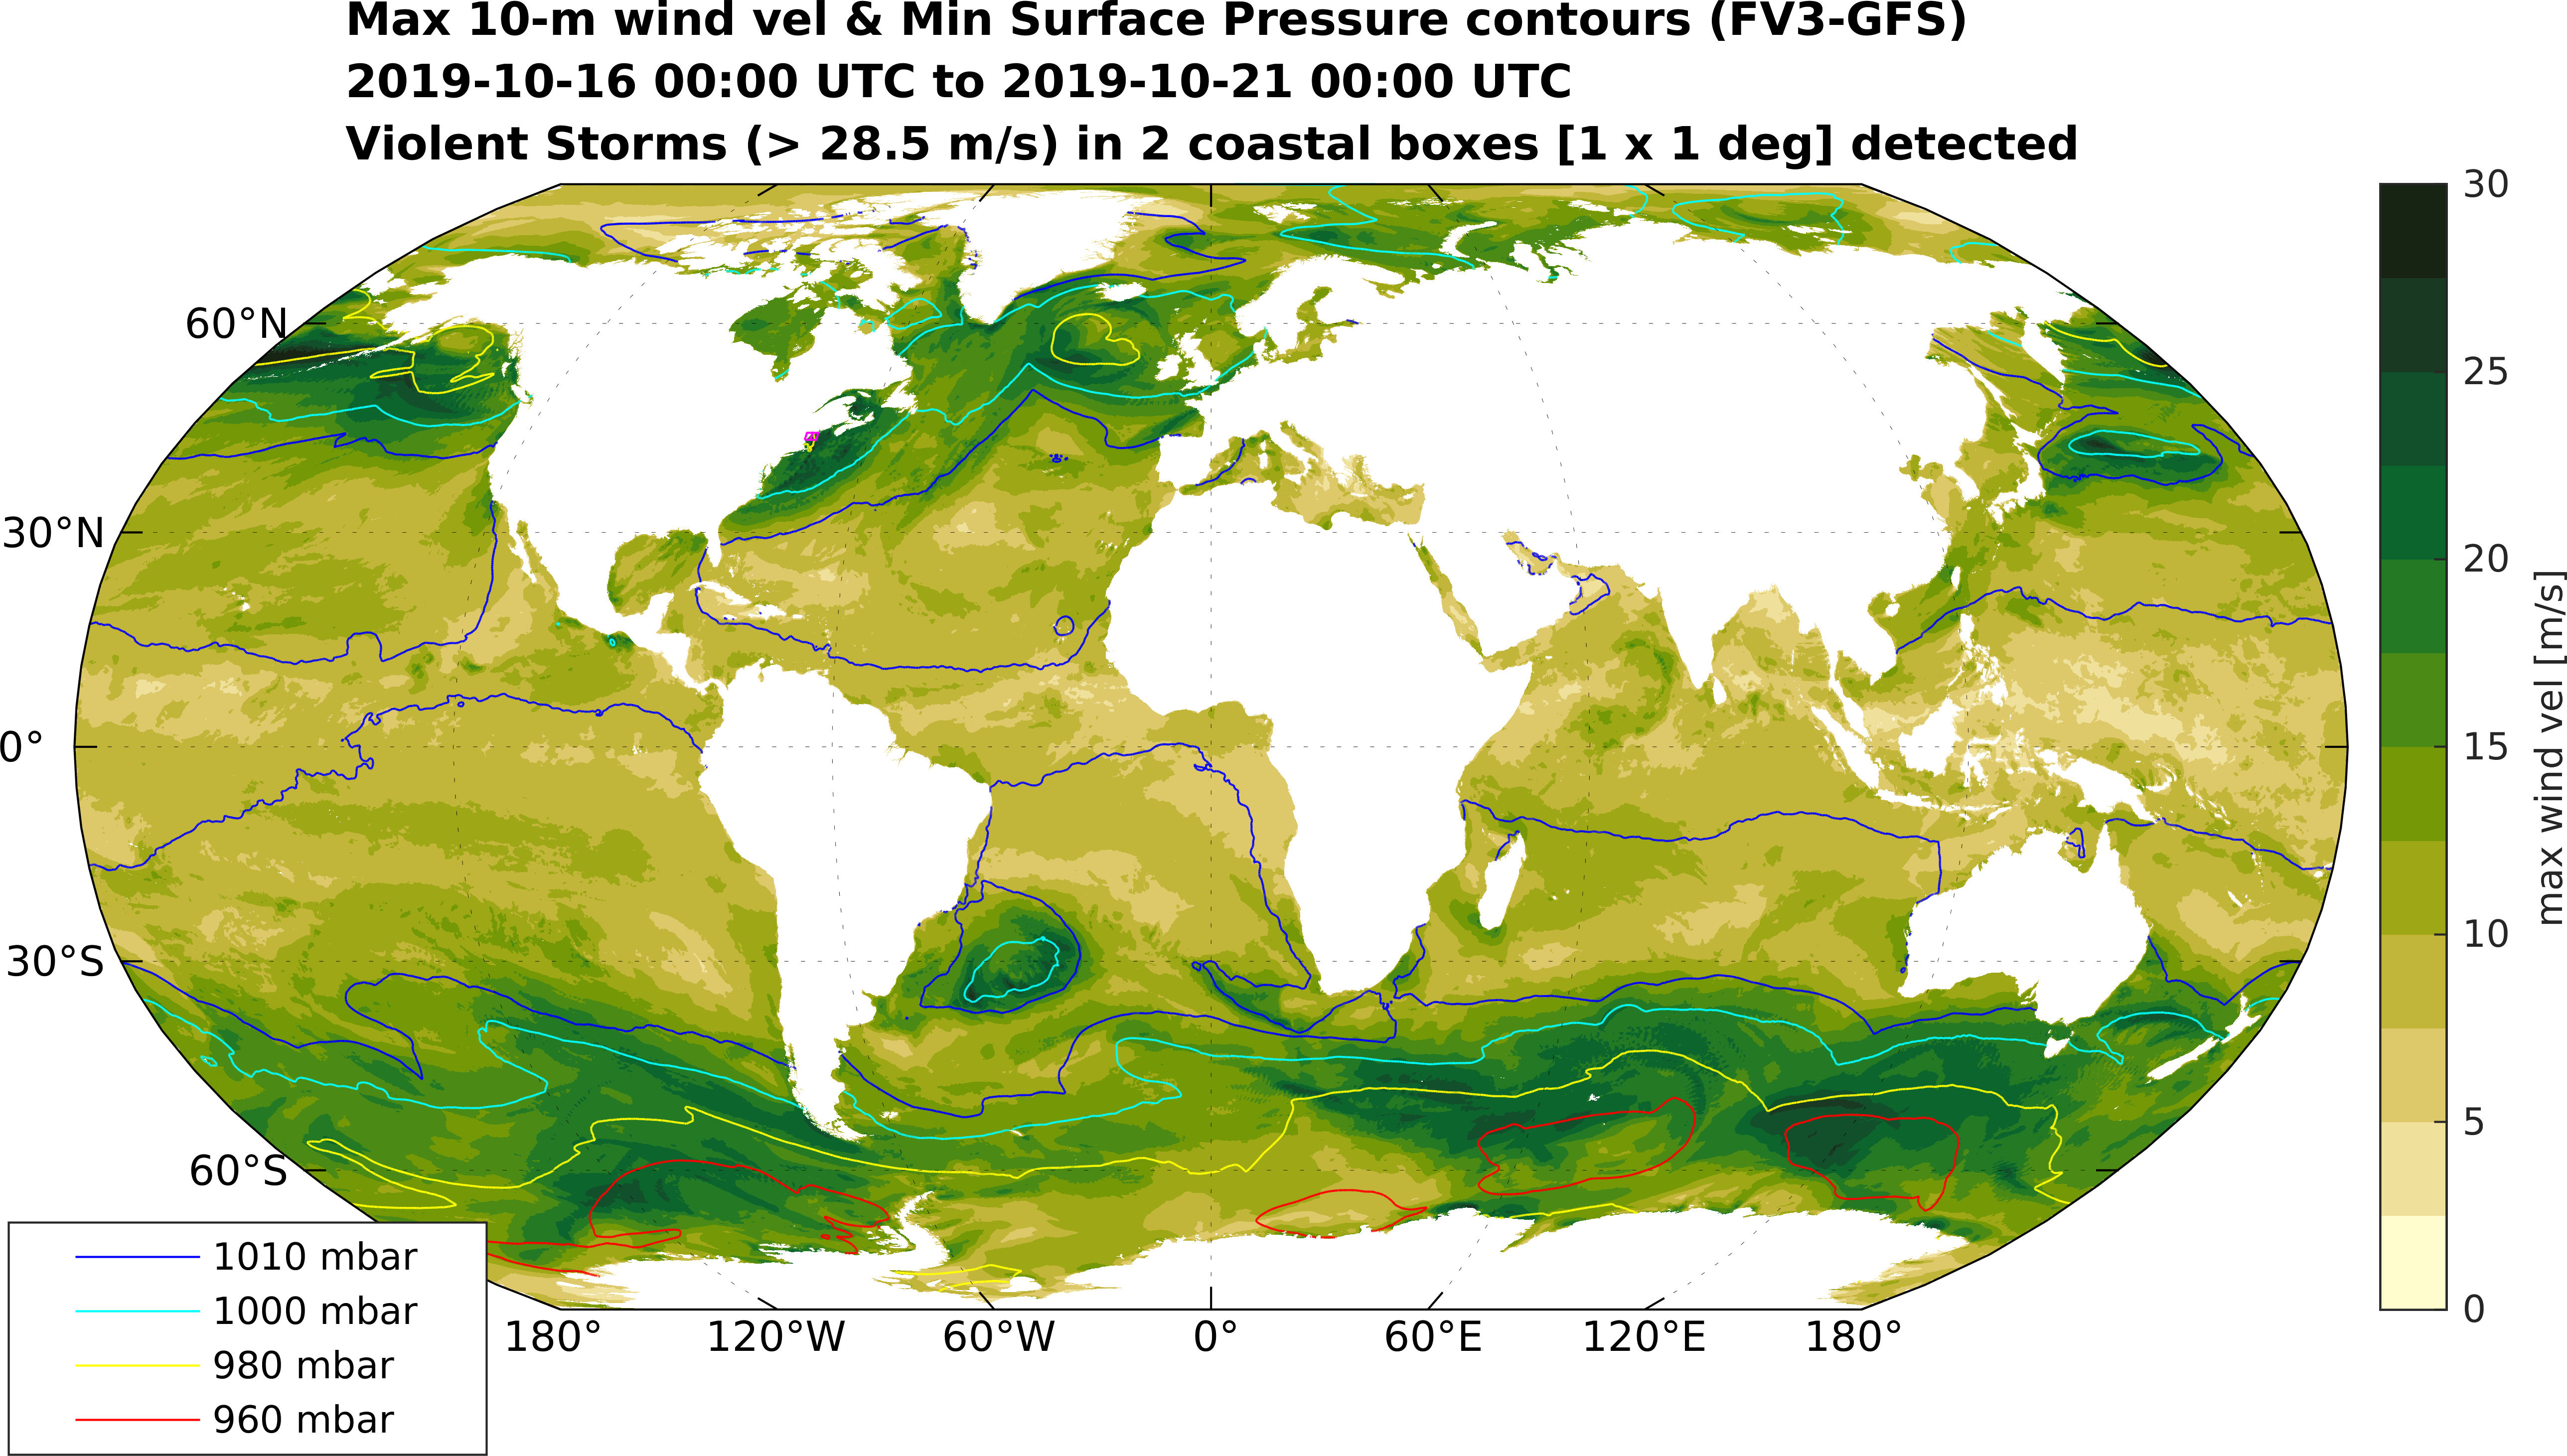 Max 10-m wind vel & Min Surface Pressure contours (FV3-GFS)
2019-10-16 00:00 UTC to 2019-10-21 00:00 UTC
Violent Storms (> 28.5 m/s) in 2 coastal boxes [1 x 1 deg] detected
60°N
30°N
0°
30°S
60°S
180°
120°W
60°W
0°
60°E
120°E
180°
1010 mbar
1000 mbar
980 mbar
960 mbar
30
25
20
15
10
5
0
max wind vel [m/s]